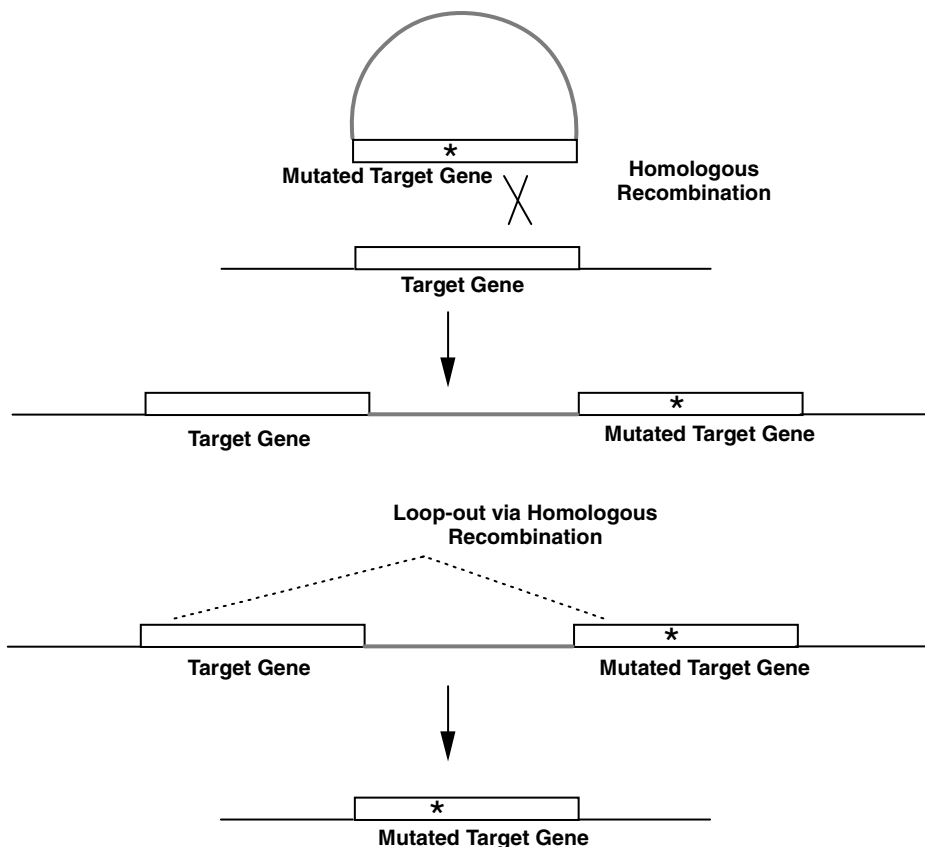 *
Mutated Target Gene
Homologous
Recombination
Target Gene
*
Target Gene
Mutated Target Gene
Loop-out via Homologous
Recombination
*
Target Gene
Mutated Target Gene
*
Mutated Target Gene